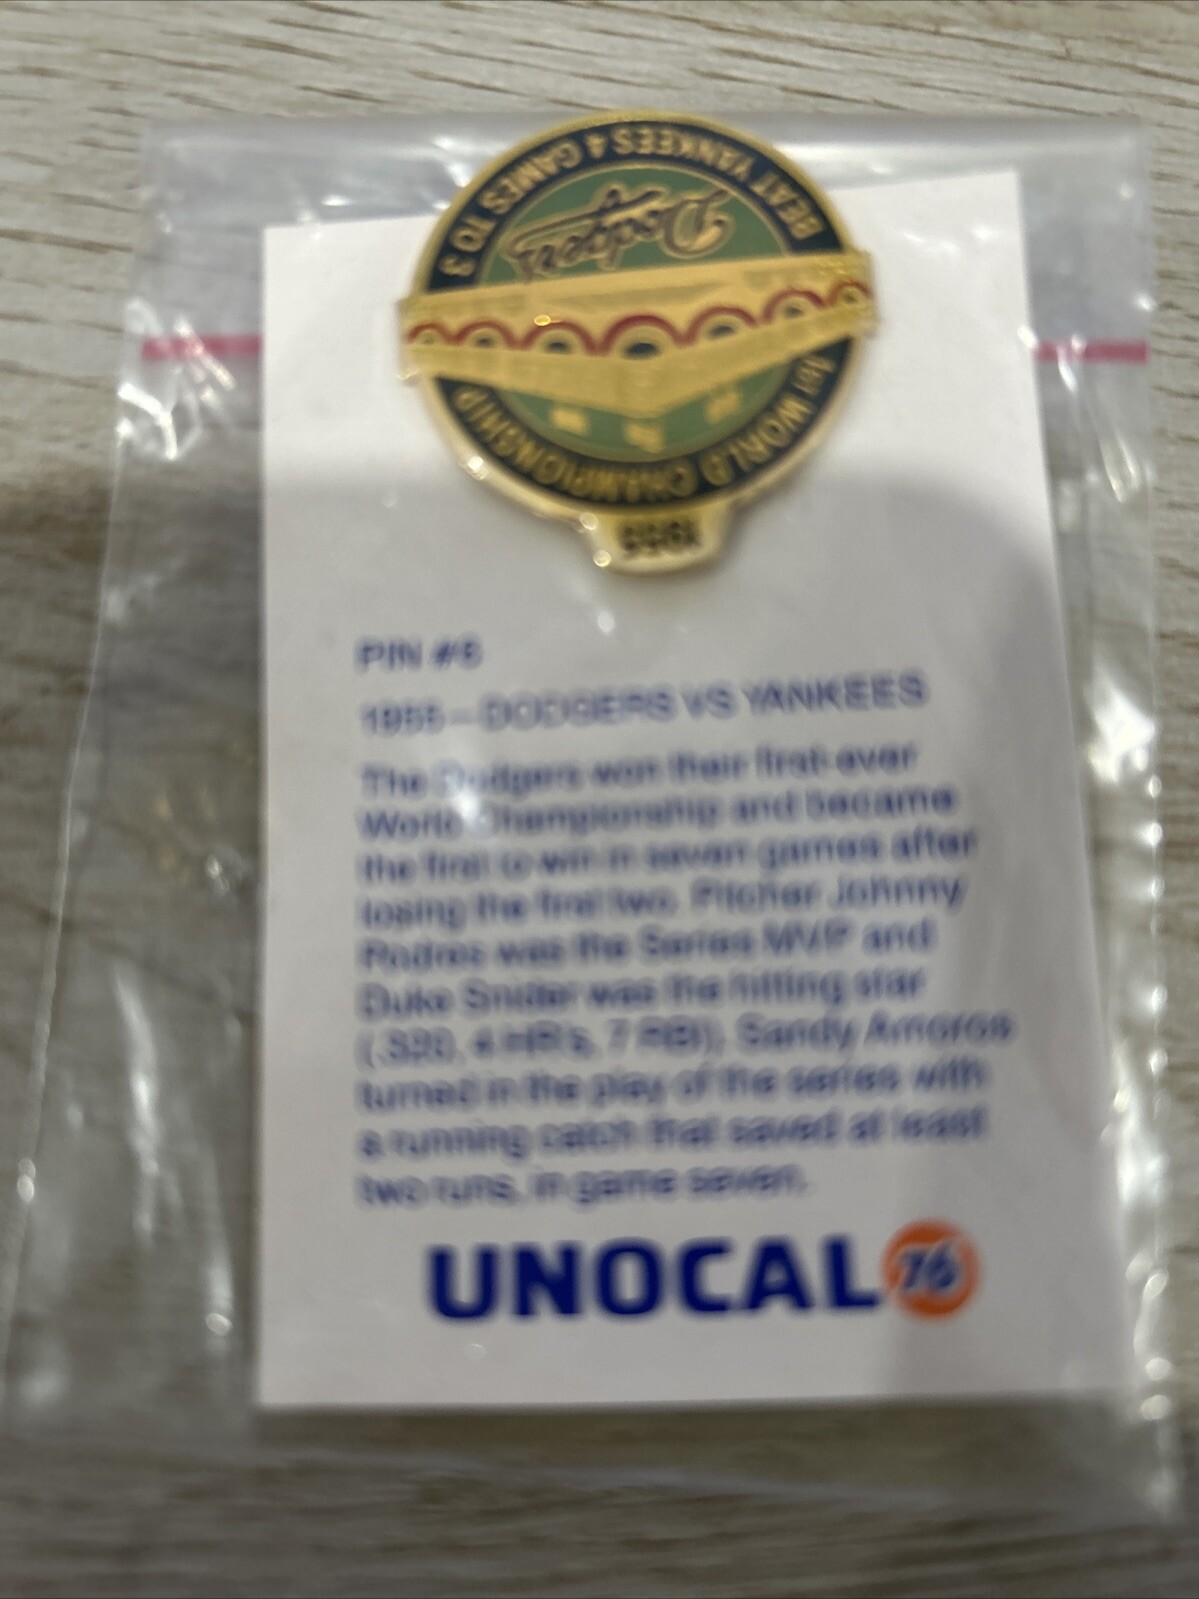 BEAT YANKEES 4 GAMES TO 3
Dodgers
1st WORLD CHAMPIONSHIP
1955
PIN #6
1955 – DODGERS VS YANKEES
The Dodgers won their first-ever
World Championship and became
the first to win in seven games after
losing the first two. Pitcher Johnny
Podres was the Series MVP and
Duke Snider was the hitting star
(.320, 4 HR's, 7 RBI). Sandy Amoros
turned in the play of the series with
a running catch that saved at least
two runs, in game seven.
UNOCAL 76